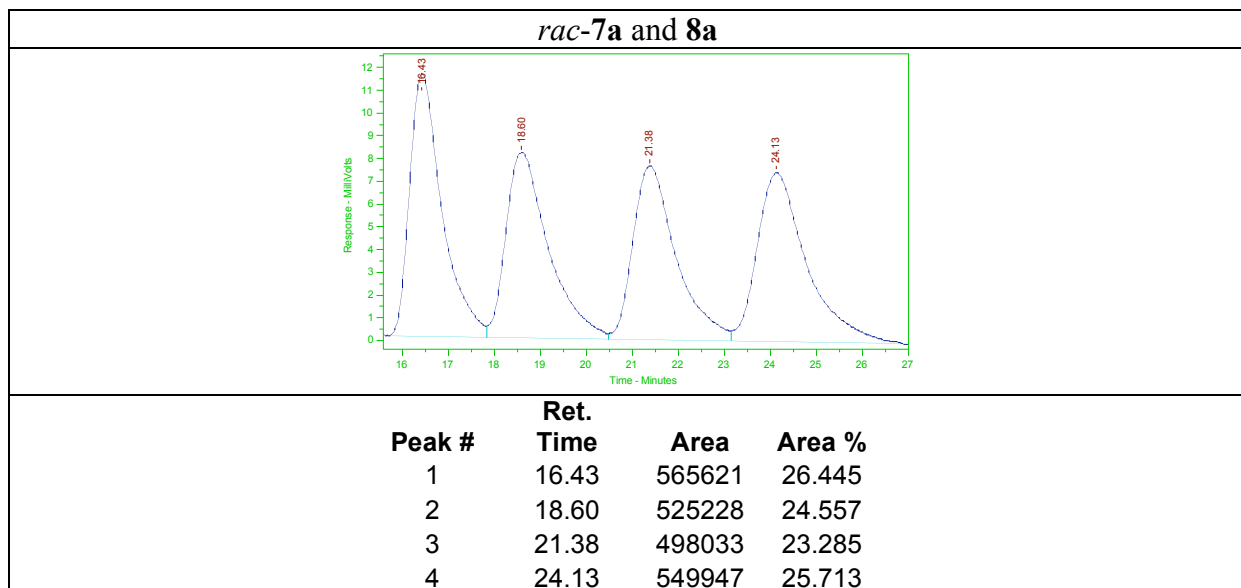 rac-7a and 8a
16.43
18.60
21.38
24.13
12
11
10
9
8
7
6
5
4
3
2
1
0
Response - MilliVolts
16 17 18 19 20 21 22 23 24 25 26 27
Time - Minutes
Peak # Ret. Time Area Area %
1 16.43 565621 26.445
2 18.60 525228 24.557
3 21.38 498033 23.285
4 24.13 549947 25.713